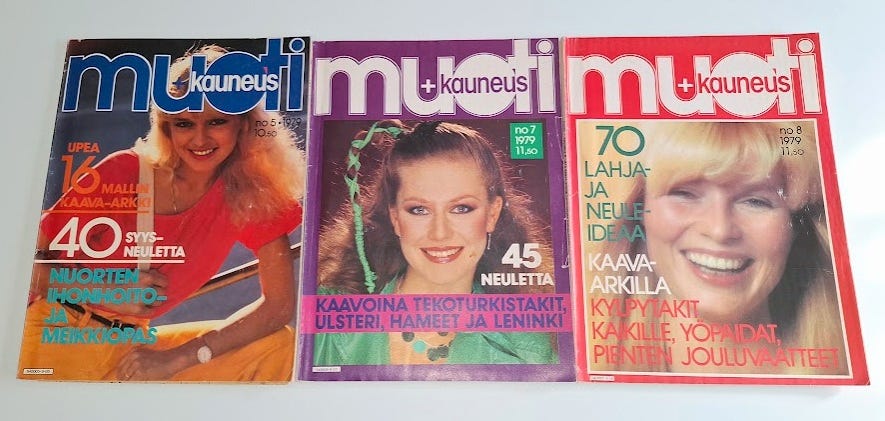 muoti
+kauneus
no 5 • 1979
10,50
UPEA
16 MALLIN
KAAVA-ARKKI
40 SYYS-
NEULETTA
NUORTEN
IHONHOITO-
JA
MEIKKIOPAS
muoti
+kauneus
no 7
1979
11,50
45
NEULETTA
KAAVOINA TEKOTURKISTAKIT,
ULSTERI, HAMEET JA LENINKI
muoti
+kauneus
no 8
1979
11,50
70
LAHJA-
JA
NEULE-
IDEAA
KAAVA-
ARKILLA
KYLPYTAKIT
KAIKILLE, YÖPAIDAT,
PIENTEN JOULUVAATTEET